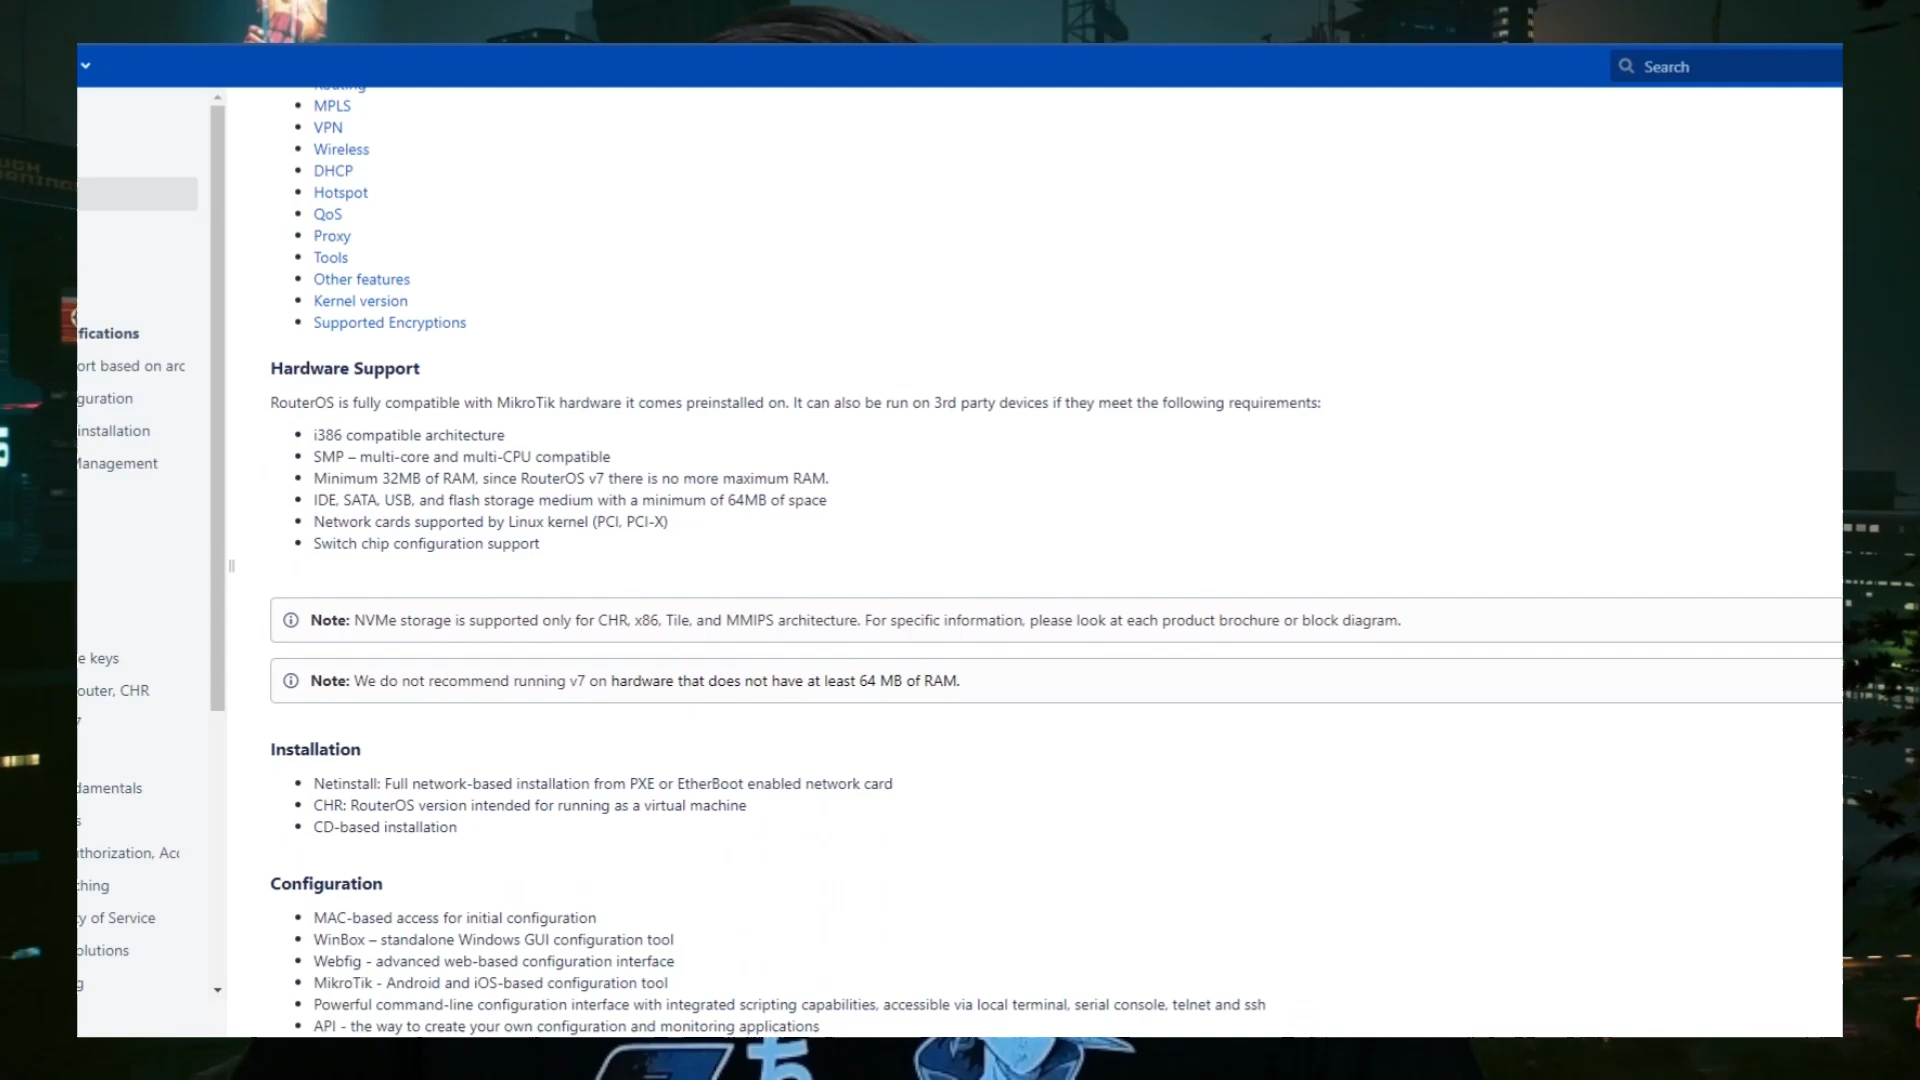 Search
Routing
MPLS
VPN
Wireless
DHCP
Hotspot
QoS
Proxy
Tools
Other features
Kernel version
Supported Encryptions
fications
ort based on arc
guration
installation
Management
e keys
outer, CHR
7
damentals
s
thorization, Acc
ching
y of Service
olutions
g
Hardware Support
RouterOS is fully compatible with MikroTik hardware it comes preinstalled on. It can also be run on 3rd party devices if they meet the following requirements:
i386 compatible architecture
SMP – multi-core and multi-CPU compatible
Minimum 32MB of RAM, since RouterOS v7 there is no more maximum RAM.
IDE, SATA, USB, and flash storage medium with a minimum of 64MB of space
Network cards supported by Linux kernel (PCI, PCI-X)
Switch chip configuration support
Note: NVMe storage is supported only for CHR, x86, Tile, and MMIPS architecture. For specific information, please look at each product brochure or block diagram.
Note: We do not recommend running v7 on hardware that does not have at least 64 MB of RAM.
Installation
Netinstall: Full network-based installation from PXE or EtherBoot enabled network card
CHR: RouterOS version intended for running as a virtual machine
CD-based installation
Configuration
MAC-based access for initial configuration
WinBox – standalone Windows GUI configuration tool
Webfig - advanced web-based configuration interface
MikroTik - Android and iOS-based configuration tool
Powerful command-line configuration interface with integrated scripting capabilities, accessible via local terminal, serial console, telnet and ssh
API - the way to create your own configuration and monitoring applications